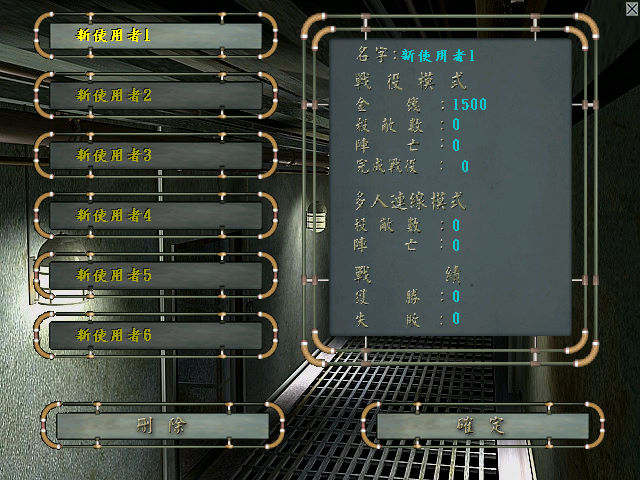 新使用者1
新使用者2
新使用者3
新使用者4
新使用者5
新使用者6
刪 除
名字:新使用者1
戰 役 模 式
金 錢 : 1500
殺 敵 數 : 0
陣 亡 : 0
完成戰役 : 0
多人連線模式
殺 敵 數 : 0
陣 亡 : 0
戰 績
獲 勝 : 0
失 敗 : 0
確 定